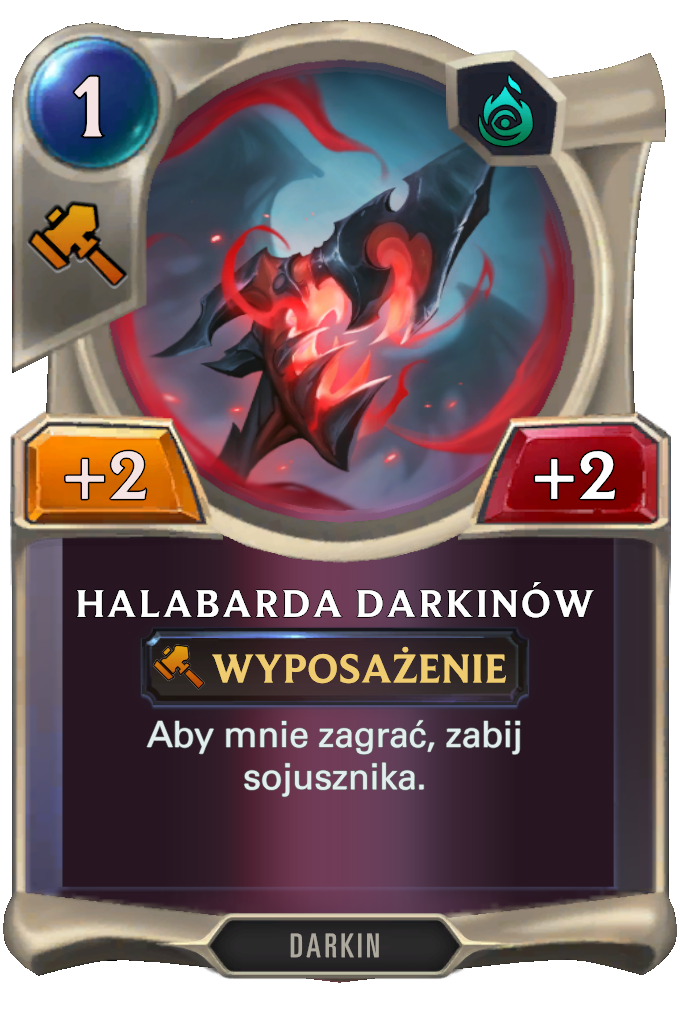 1
+2
+2
HALABARDA DARKINÓW
WYPOSAŻENIE
Aby mnie zagrać, zabij
sojusznika.
DARKIN